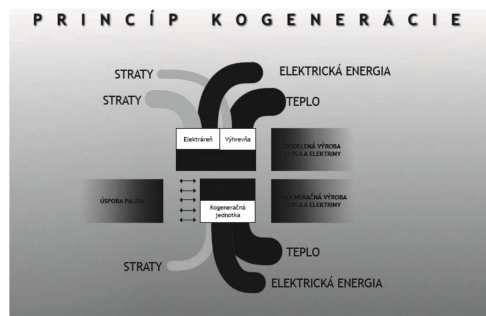 PRINCÍP KOGENERÁCIE
STRATY
ELEKTRICKÁ ENERGIA
STRATY
TEPLO
Elektráreň
Výhrevňa
ODDELENÁ VÝROBA
TEPLA A ELEKTRINY
ÚSPORA PALIVA
KOGENERAČNÁ VÝROBA
TEPLA A ELEKTRINY
Kogeneračná
jednotka
TEPLO
STRATY
ELEKTRICKÁ ENERGIA